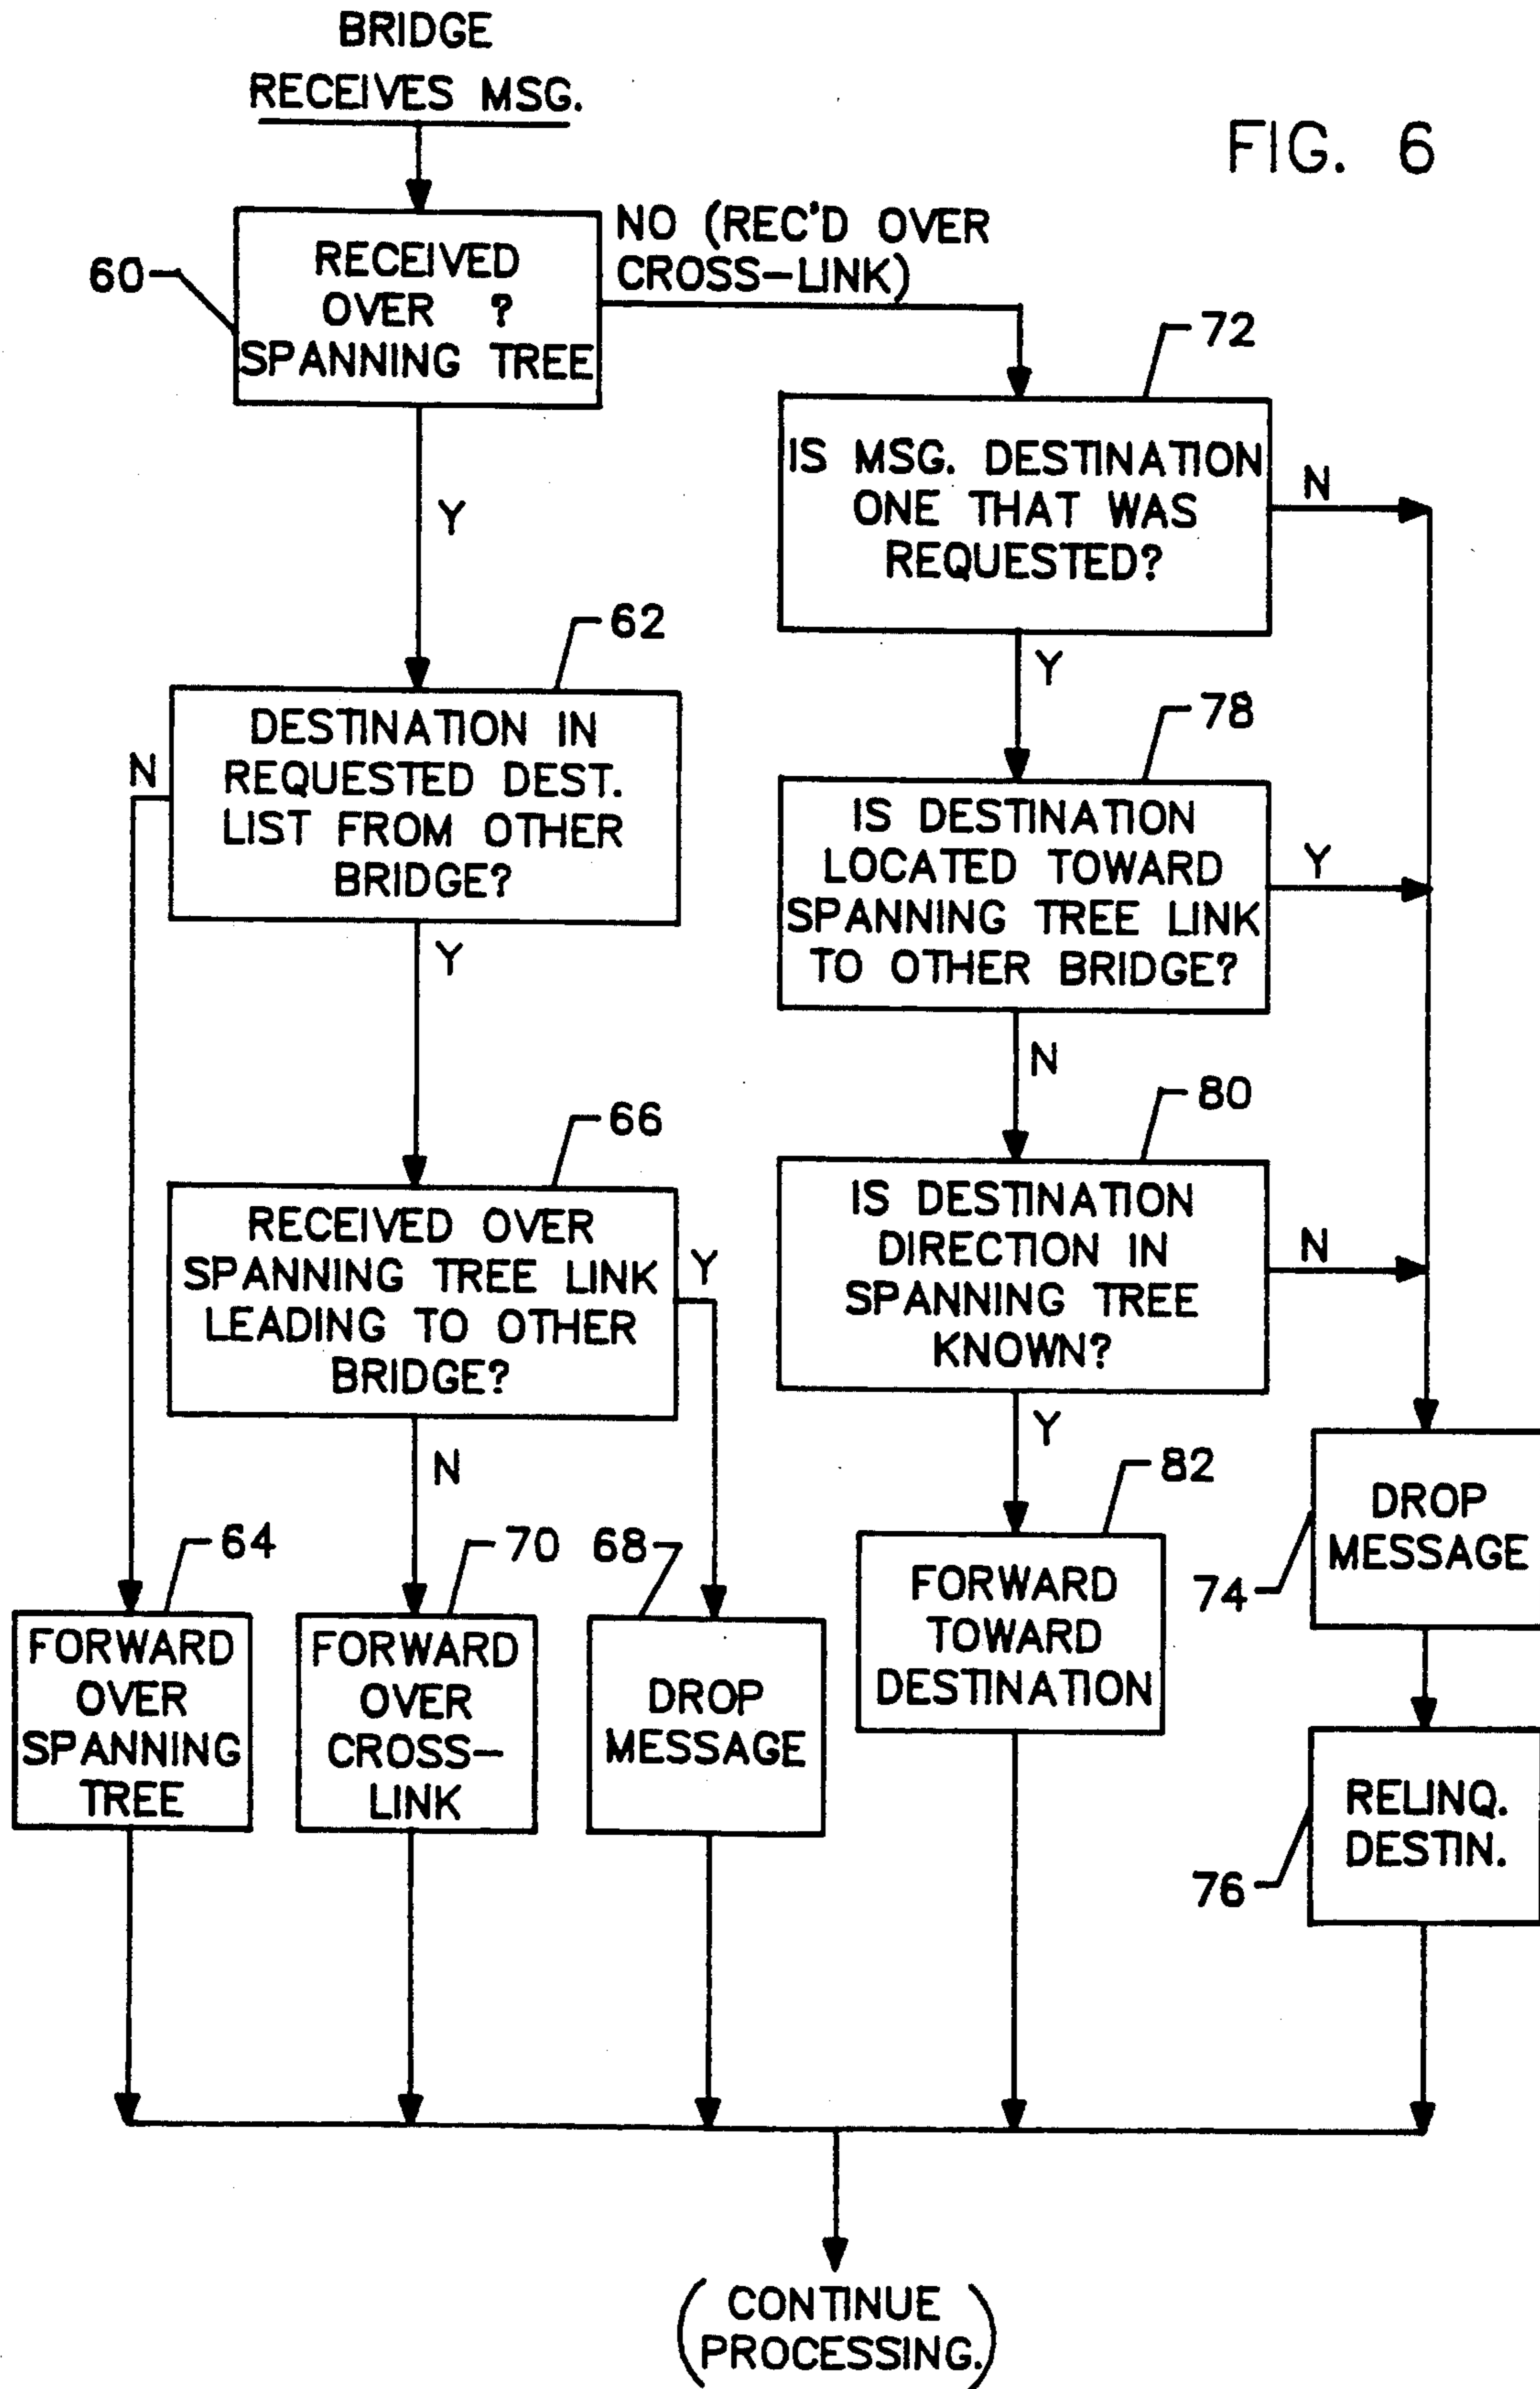 BRIDGE
RECEIVES MSG.
FIG. 6
60
RECEIVED
OVER ?
SPANNING TREE
NO (REC'D OVER
CROSS-LINK)
Y
72
IS MSG. DESTINATION
ONE THAT WAS
REQUESTED?
N
Y
62
DESTINATION IN
REQUESTED DEST.
LIST FROM OTHER
BRIDGE?
N
Y
78
IS DESTINATION
LOCATED TOWARD
SPANNING TREE LINK
TO OTHER BRIDGE?
Y
N
66
RECEIVED OVER
SPANNING TREE LINK
LEADING TO OTHER
BRIDGE?
Y
N
80
IS DESTINATION
DIRECTION IN
SPANNING TREE
KNOWN?
N
Y
64
FORWARD
OVER
SPANNING
TREE
70
FORWARD
OVER
CROSS-
LINK
68
DROP
MESSAGE
82
FORWARD
TOWARD
DESTINATION
74
DROP
MESSAGE
76
RELINQ.
DESTIN.
(CONTINUE
PROCESSING.)